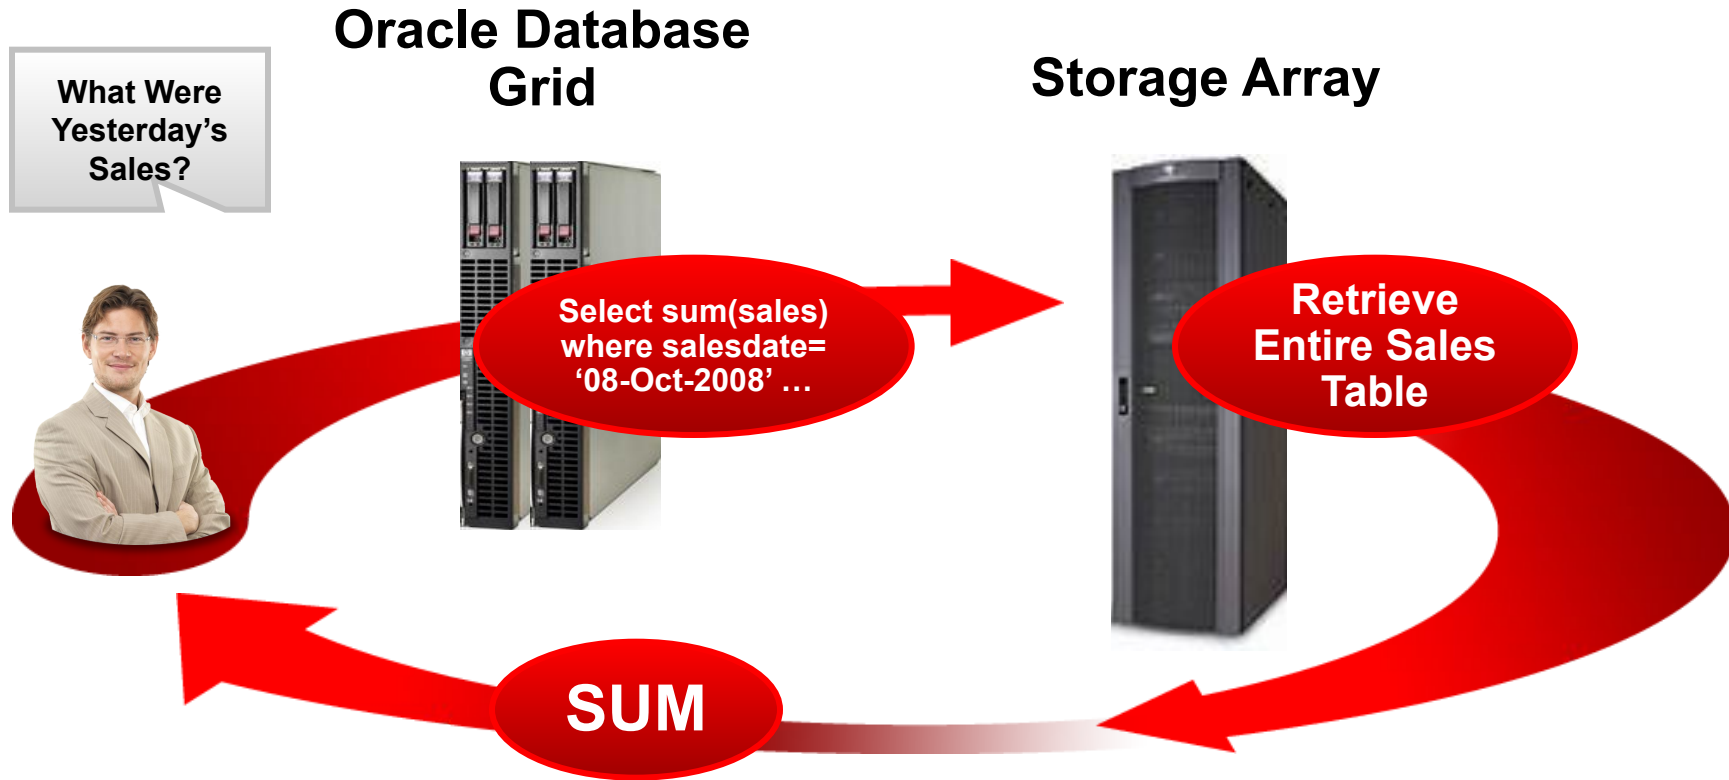 Oracle Database
Grid
Storage Array
What Were
Yesterday’s
Sales?
Select sum(sales)
where salesdate=
‘08-Oct-2008’ …
Retrieve
Entire Sales
Table
SUM